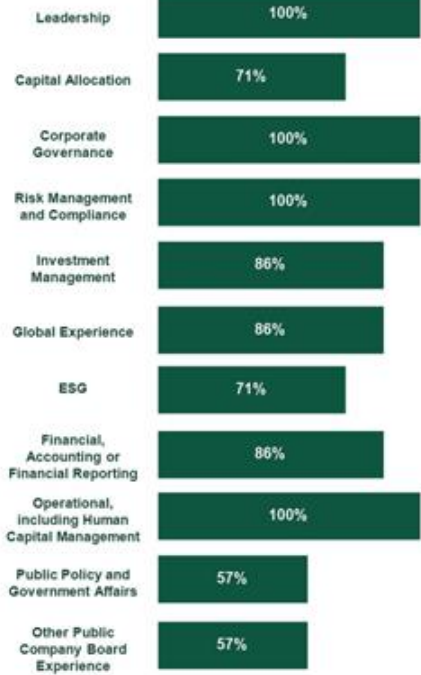 Leadership
100%
Capital Allocation
71%
Corporate
Governance
100%
Risk Management
and Compliance
100%
Investment
Management
86%
Global Experience
86%
ESG
71%
Financial,
Accounting or
Financial Reporting
86%
Operational,
including Human
Capital Management
100%
Public Policy and
Government Affairs
57%
Other Public
Company Board
Experience
57%